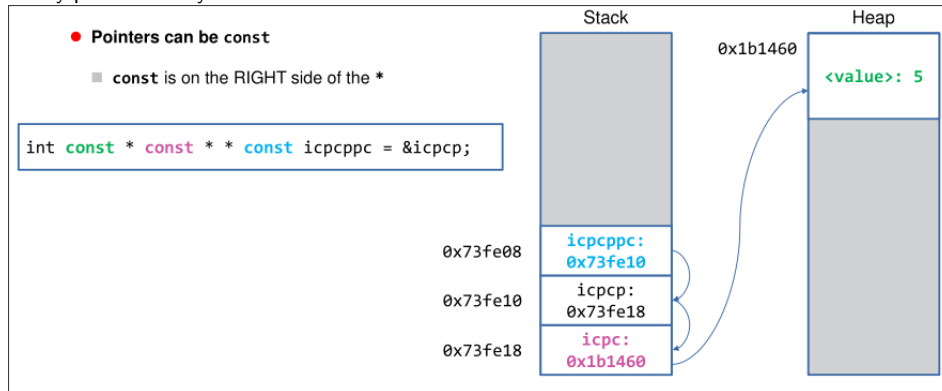 Stack
Heap
Pointers can be const
const is on the RIGHT side of the *
int const * const * * const icpcppc = &icpcp;
0x1b1460
<value>: 5
0x73fe08
icpcppc:
0x73fe10
0x73fe10
icpcp:
0x73fe18
0x73fe18
icpc:
0x1b1460